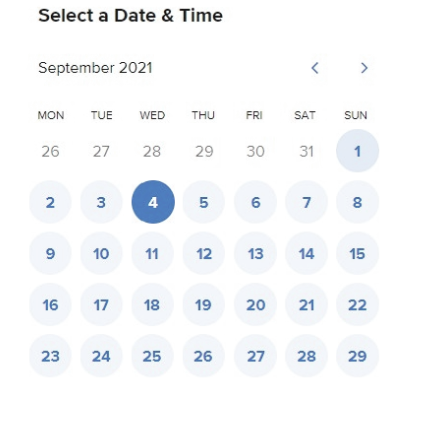 Select a Date & Time
September 2021
MON TUE WED THU FRI SAT SUN
26 27 28 29 30 31 1
2 3 4 5 6 7 8
9 10 11 12 13 14 15
16 17 18 19 20 21 22
23 24 25 26 27 28 29